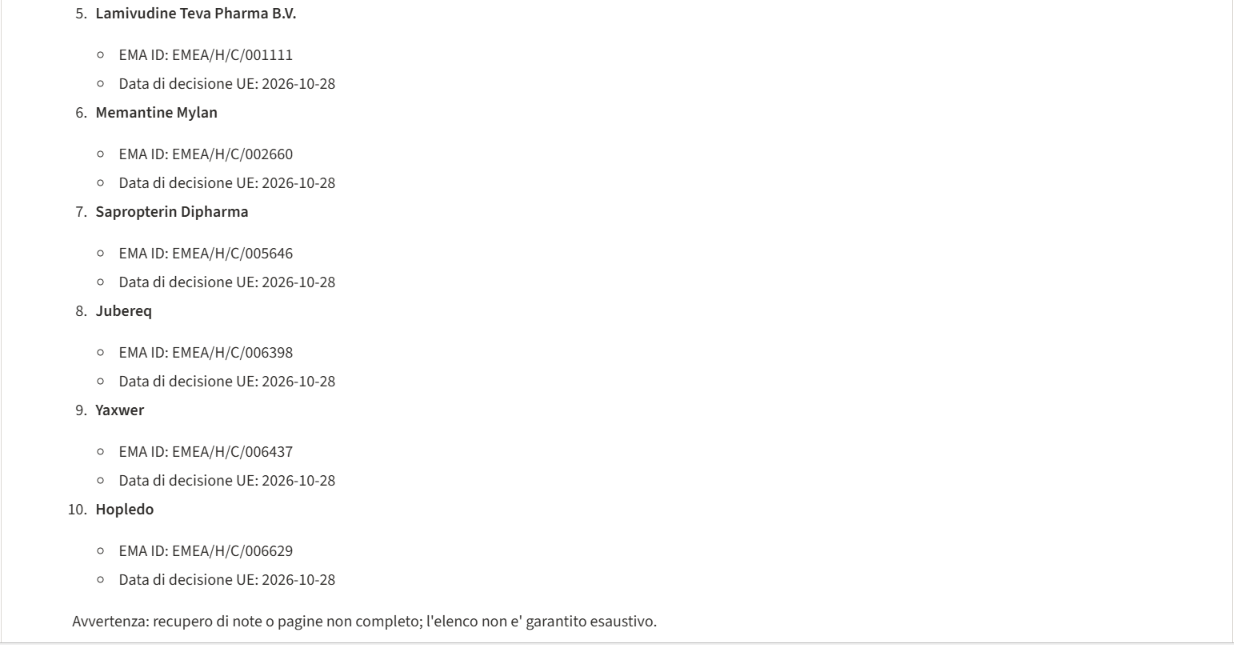 5. Lamivudine Teva Pharma B.V.
○ EMA ID: EMEA/H/C/001111
○ Data di decisione UE: 2026-10-28
6. Memantine Mylan
○ EMA ID: EMEA/H/C/002660
○ Data di decisione UE: 2026-10-28
7. Sapropterin Dipharma
○ EMA ID: EMEA/H/C/005646
○ Data di decisione UE: 2026-10-28
8. Jubereq
○ EMA ID: EMEA/H/C/006398
○ Data di decisione UE: 2026-10-28
9. Yaxwer
○ EMA ID: EMEA/H/C/006437
○ Data di decisione UE: 2026-10-28
10. Hopledo
○ EMA ID: EMEA/H/C/006629
○ Data di decisione UE: 2026-10-28
Avvertenza: recupero di note o pagine non completo; l'elenco non e' garantito esaustivo.